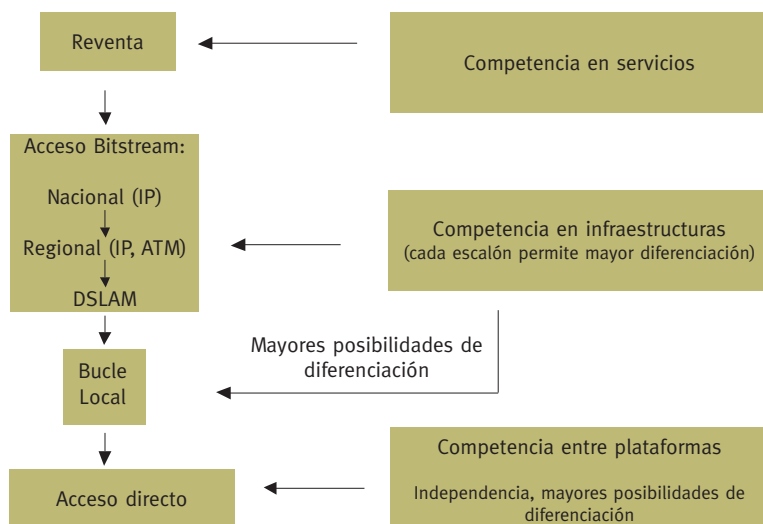 Reventa
Competencia en servicios
Acceso Bitstream:
Nacional (IP)
Regional (IP, ATM)
DSLAM
Competencia en infraestructuras
(cada escalón permite mayor diferenciación)
Mayores posibilidades de
diferenciación
Bucle
Local
Competencia entre plataformas
Independencia, mayores posibilidades de
diferenciación
Acceso directo